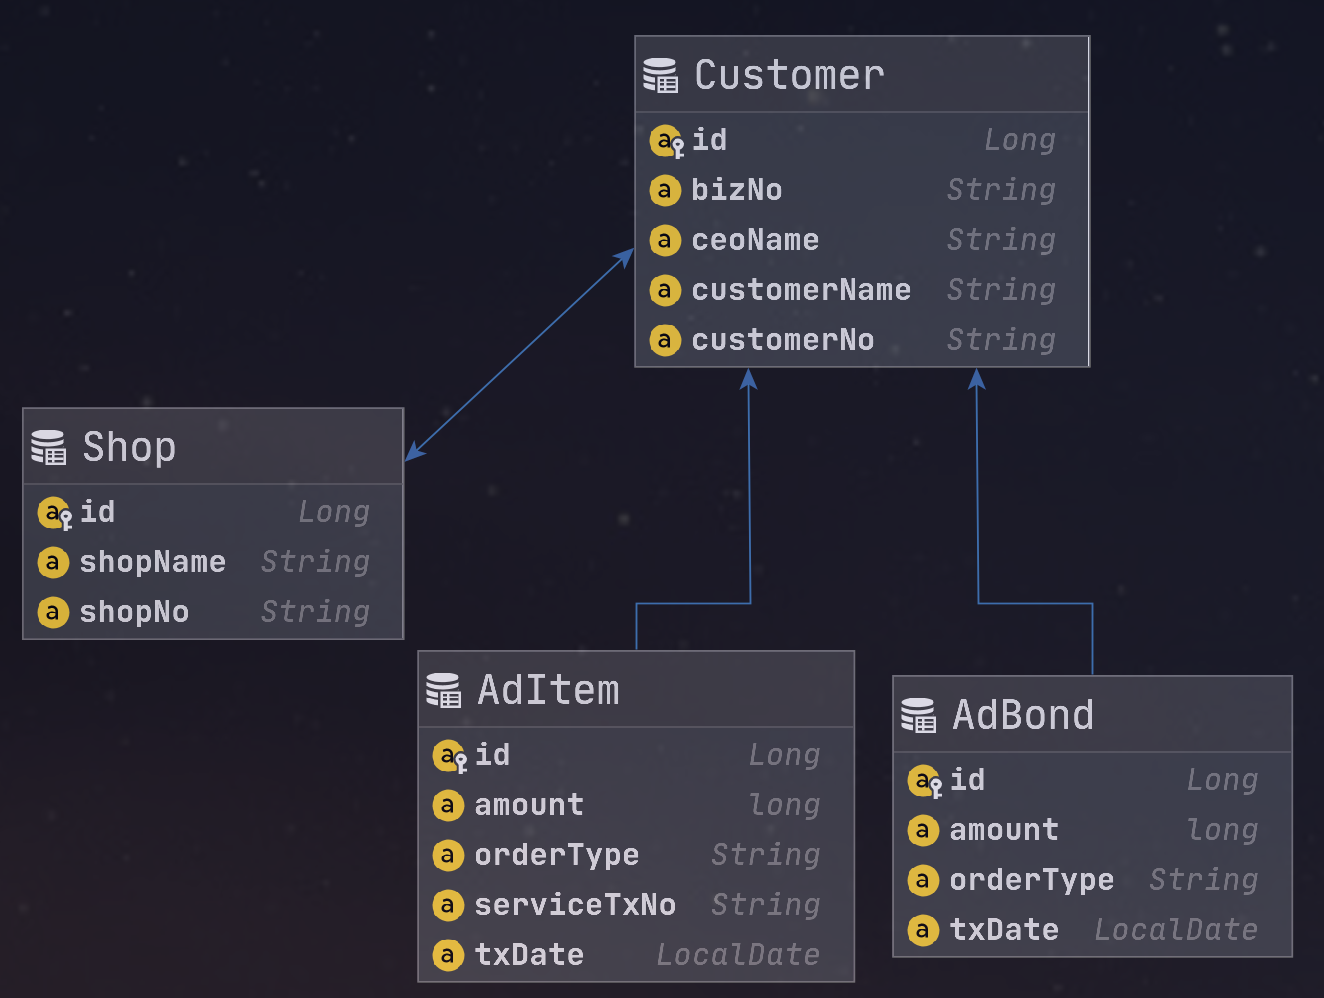 Customer
id Long
bizNo String
ceoName String
customerName String
customerNo String
Shop
id Long
shopName String
shopNo String
AdItem
id Long
amount long
orderType String
serviceTxNo String
txDate LocalDate
AdBond
id Long
amount long
orderType String
txDate LocalDate